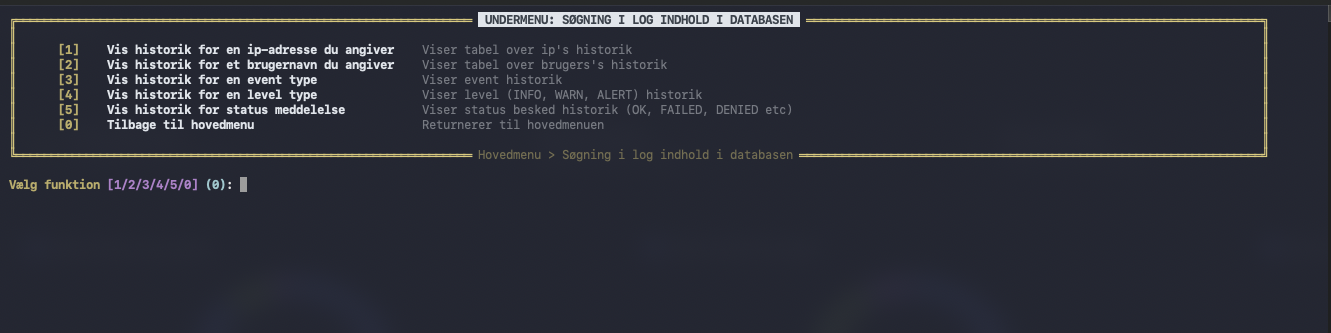 UNDERMENU: SØGNING I LOG INDHOLD I DATABASEN
[1] Vis historik for en ip-adresse du angiver Viser tabel over ip's historik
[2] Vis historik for et brugernavn du angiver Viser tabel over brugers's historik
[3] Vis historik for en event type Viser event historik
[4] Vis historik for en level type Viser level (INFO, WARN, ALERT) historik
[5] Vis historik for status meddelelse Viser status besked historik (OK, FAILED, DENIED etc)
[0] Tilbage til hovedmenu Returnerer til hovedmenuen
Hovedmenu > Søgning i log indhold i databasen
Vælg funktion [1/2/3/4/5/0] (0):